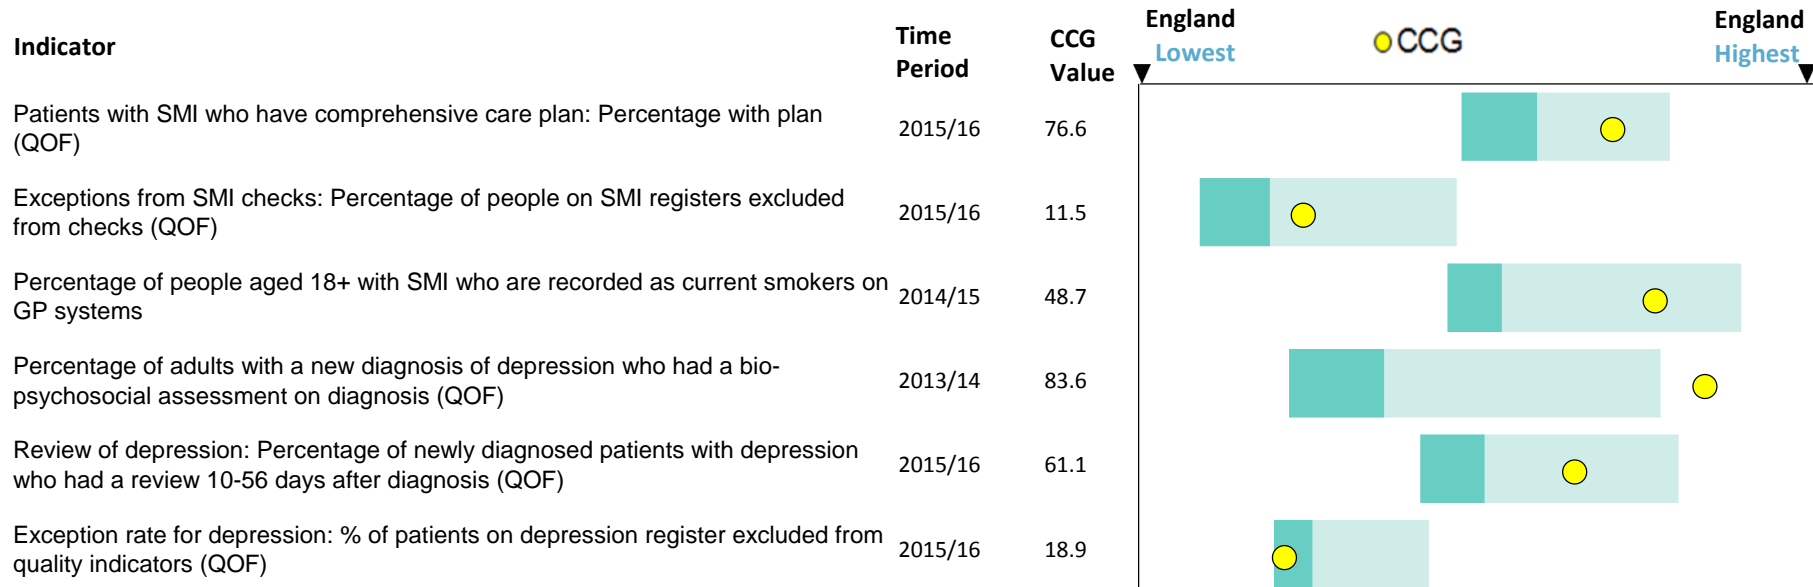 Indicator
Time
Period
CCG
Value
England
Lowest
CCG
England
Highest
Patients with SMI who have comprehensive care plan: Percentage with plan
(QOF)
2015/16
76.6
Exceptions from SMI checks: Percentage of people on SMI registers excluded
from checks (QOF)
2015/16
11.5
Percentage of people aged 18+ with SMI who are recorded as current smokers on
GP systems
2014/15
48.7
Percentage of adults with a new diagnosis of depression who had a bio-
psychosocial assessment on diagnosis (QOF)
2013/14
83.6
Review of depression: Percentage of newly diagnosed patients with depression
who had a review 10-56 days after diagnosis (QOF)
2015/16
61.1
Exception rate for depression: % of patients on depression register excluded from
quality indicators (QOF)
2015/16
18.9